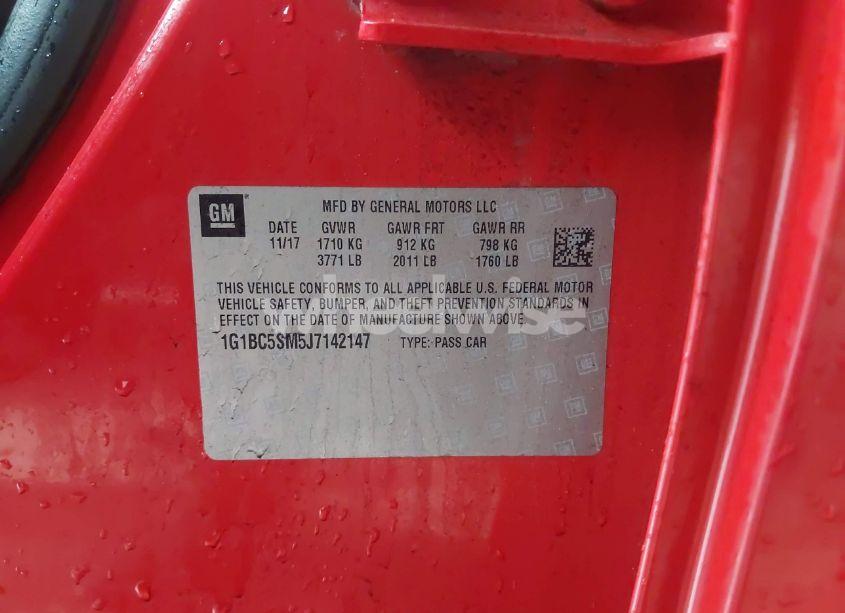 GM
MFD BY GENERAL MOTORS LLC
DATE GVWR GAWR FRT GAWR RR
11/17 1710 KG 912 KG 798 KG
3771 LB 2011 LB 1760 LB
THIS VEHICLE CONFORMS TO ALL APPLICABLE U.S. FEDERAL MOTOR
VEHICLE SAFETY, BUMPER, AND THEFT PREVENTION STANDARDS IN
EFFECT ON THE DATE OF MANUFACTURE SHOWN ABOVE.
1G1BC5SM5J7142147 TYPE: PASS CAR